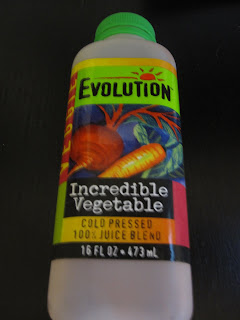 EVOLUTION
Incredible
Vegetable
COLD PRESSED
100% JUICE BLEND
16 FL OZ • 473 mL